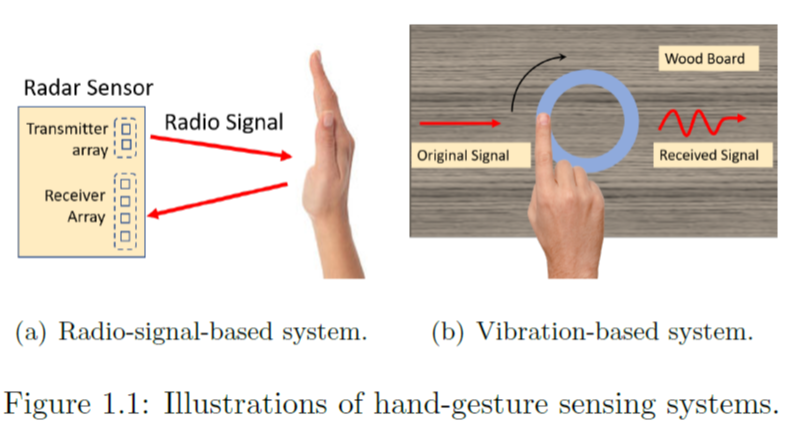 Radar Sensor
Transmitter
array
Receiver
Array
Radio Signal
Wood Board
Original Signal
Received Signal
(a) Radio-signal-based system.
(b) Vibration-based system.
Figure 1.1: Illustrations of hand-gesture sensing systems.